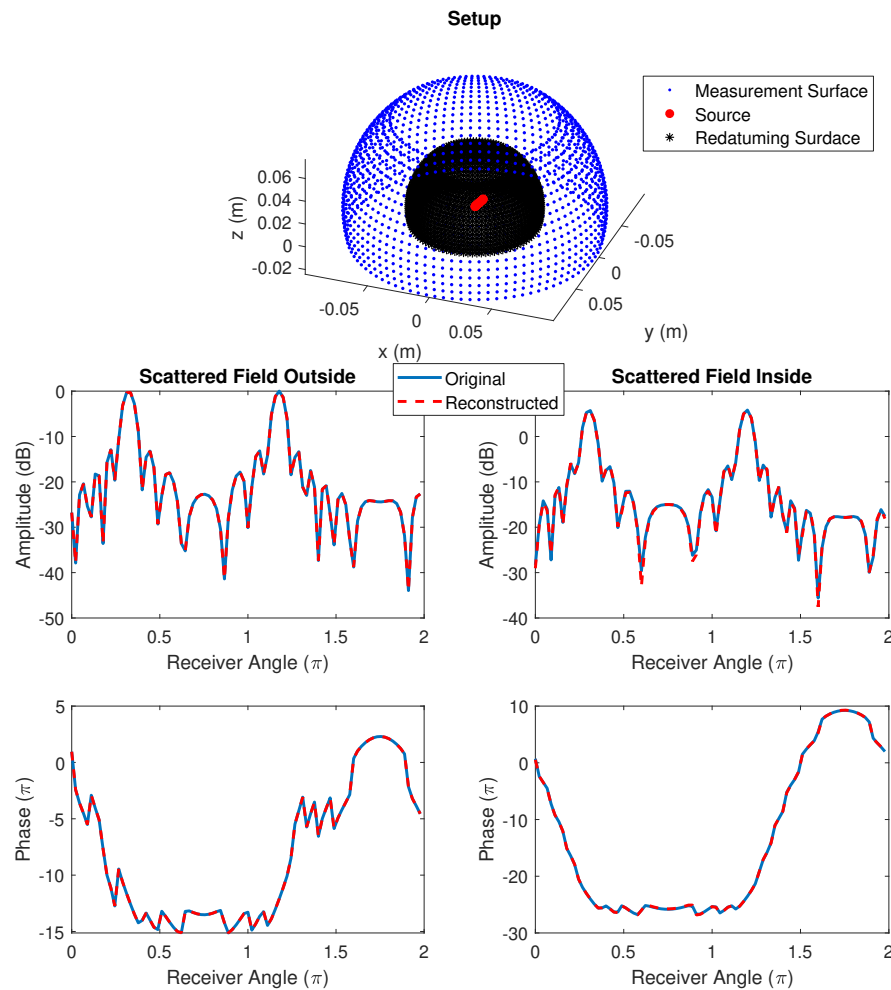 Setup
Measurement Surface
Source
Redatuming Surdace
0.06
0.04
0.02
0
-0.02
z (m)
-0.05
0
0.05
x (m)
-0.05
0
0.05
y (m)
Scattered Field Outside
Original
Reconstructed
Scattered Field Inside
0
-10
-20
-30
-40
-50
Amplitude (dB)
0
0.5
1
1.5
2
Receiver Angle (π)
0
-10
-20
-30
-40
Amplitude (dB)
0
0.5
1
1.5
2
Receiver Angle (π)
5
0
-5
-10
-15
Phase (π)
0
0.5
1
1.5
2
Receiver Angle (π)
10
0
-10
-20
-30
Phase (π)
0
0.5
1
1.5
2
Receiver Angle (π)